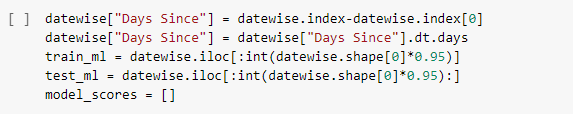 [ ] datewise["Days Since"] = datewise.index-datewise.index[0]
datewise["Days Since"] = datewise["Days Since"].dt.days
train_ml = datewise.iloc[:int(datewise.shape[0]*0.95)]
test_ml = datewise.iloc[:int(datewise.shape[0]*0.95):]
model_scores = []